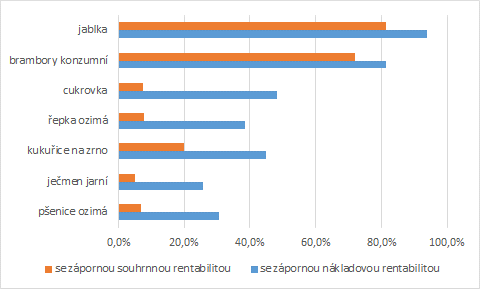 jablka
brambory konzumní
cukrovka
řepka ozimá
kukuřice na zrno
ječmen jarní
pšenice ozimá
0,0% 20,0% 40,0% 60,0% 80,0% 100,0%
se zápornou souhrnnou rentabilitou se zápornou nákladovou rentabilitou